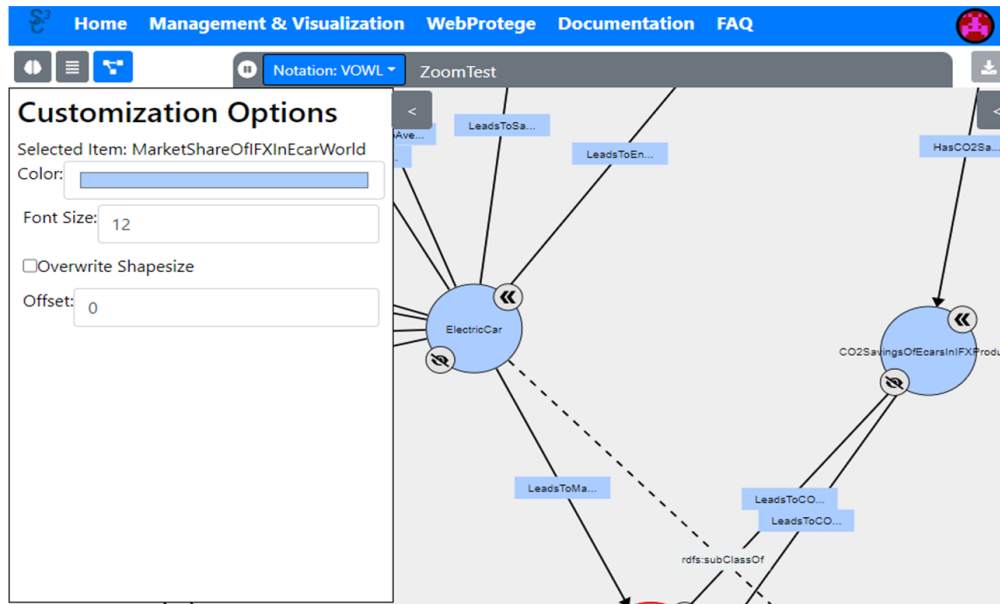 Home Management & Visualization WebProtege Documentation FAQ
Notation: VOWL ZoomTest
Customization Options
Selected Item: MarketShareOfIFXInEcarWorld
Color:
Font Size: 12
Overwrite Shapesize
Offset: 0
<
<
Ave...
LeadsToSa...
LeadsToEn...
HasCO2Sa...
ElectricCar
CO2SavingsOfEcarsInIFXProdu
LeadsToMa...
LeadsToCO...
LeadsToCO...
rdfs:subClassOf